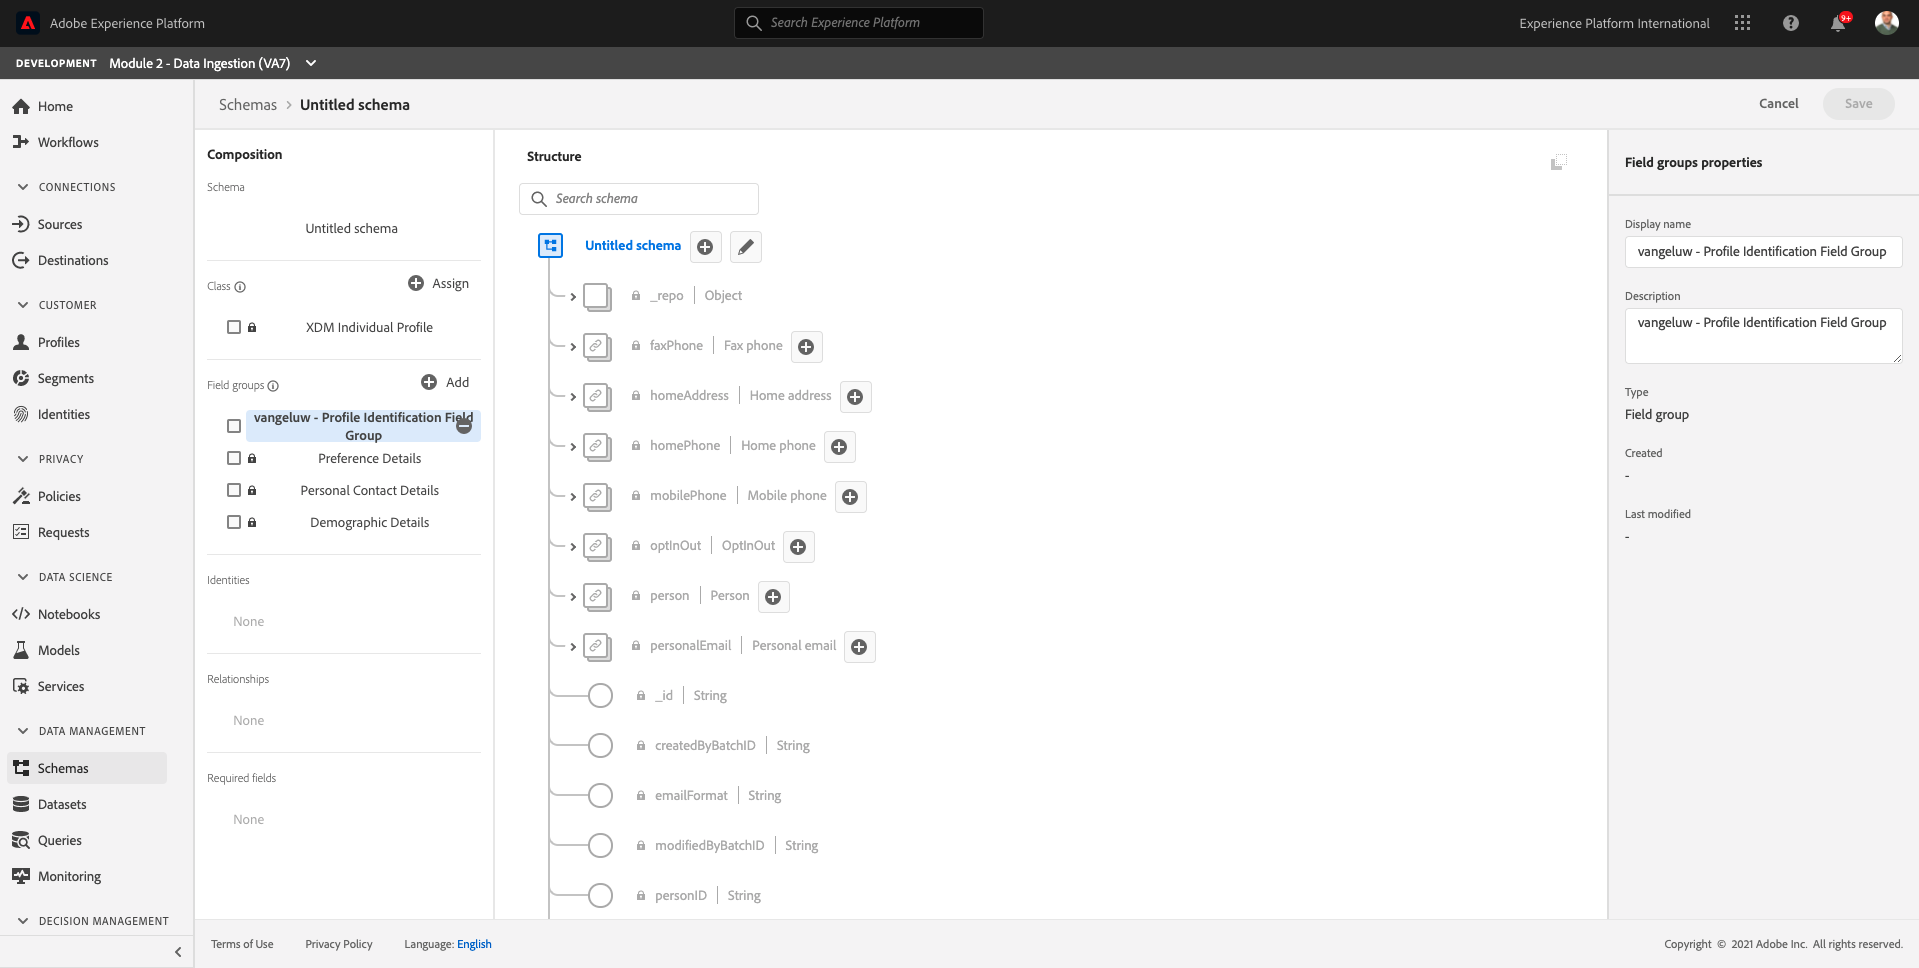 Adobe Experience Platform
Search Experience Platform
Experience Platform International
9+
DEVELOPMENT Module 2 - Data Ingestion (VA7)
Home
Workflows
CONNECTIONS
Sources
Destinations
CUSTOMER
Profiles
Segments
Identities
PRIVACY
Policies
Requests
DATA SCIENCE
Notebooks
Models
Services
DATA MANAGEMENT
Schemas
Datasets
Queries
Monitoring
DECISION MANAGEMENT
Schemas > Untitled schema
Cancel
Save
Composition
Schema
Untitled schema
Class
Assign
XDM Individual Profile
Field groups
Add
vangeluw - Profile Identification Field
Group
Preference Details
Personal Contact Details
Demographic Details
Identities
None
Relationships
None
Required fields
None
Structure
Search schema
Untitled schema
_repo | Object
faxPhone | Fax phone
homeAddress | Home address
homePhone | Home phone
mobilePhone | Mobile phone
optInOut | OptInOut
person | Person
personalEmail | Personal email
_id | String
createdByBatchID | String
emailFormat | String
modifiedByBatchID | String
personID | String
Field groups properties
Display name
vangeluw - Profile Identification Field Group
Description
vangeluw - Profile Identification Field Group
Type
Field group
Created
-
Last modified
-
Terms of Use
Privacy Policy
Language: English
Copyright © 2021 Adobe Inc. All rights reserved.